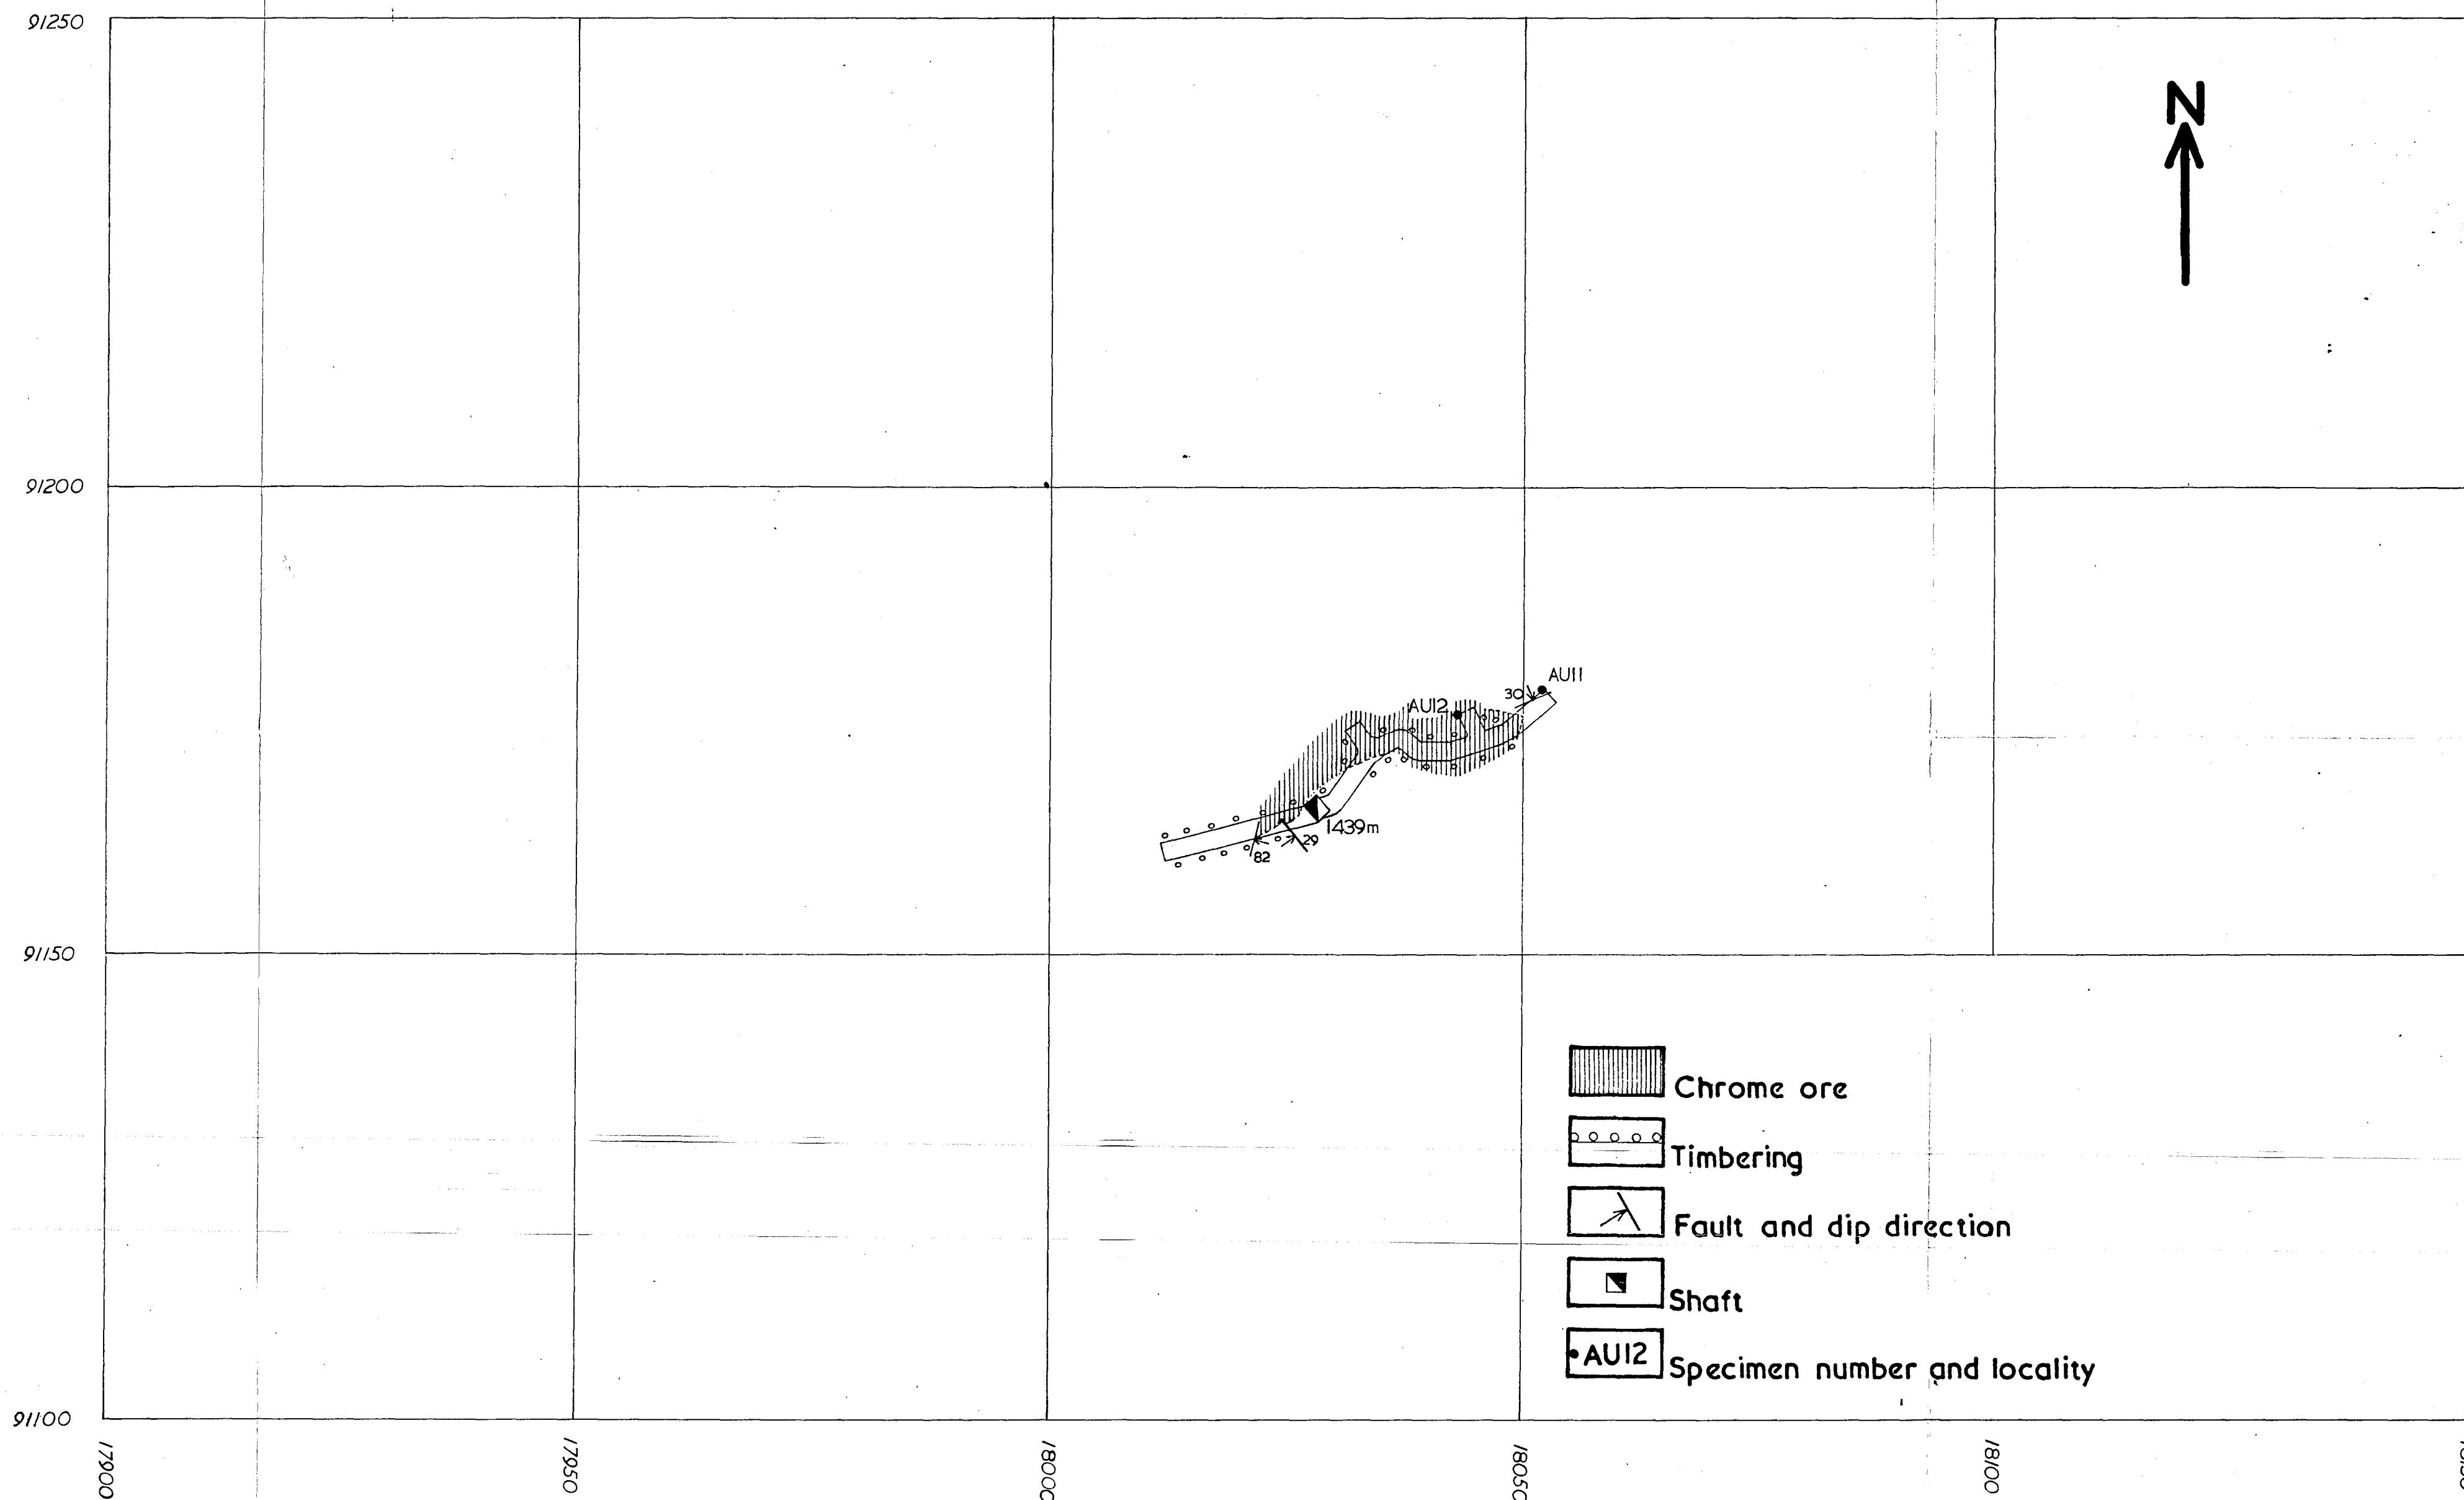 91250
N
91200
AU11
30
AU12
1439m
29
82
91150
Chrome ore
Timbering
Fault and dip direction
Shaft
AU12
Specimen number and locality
91100
17900
17950
18000
18050
18100